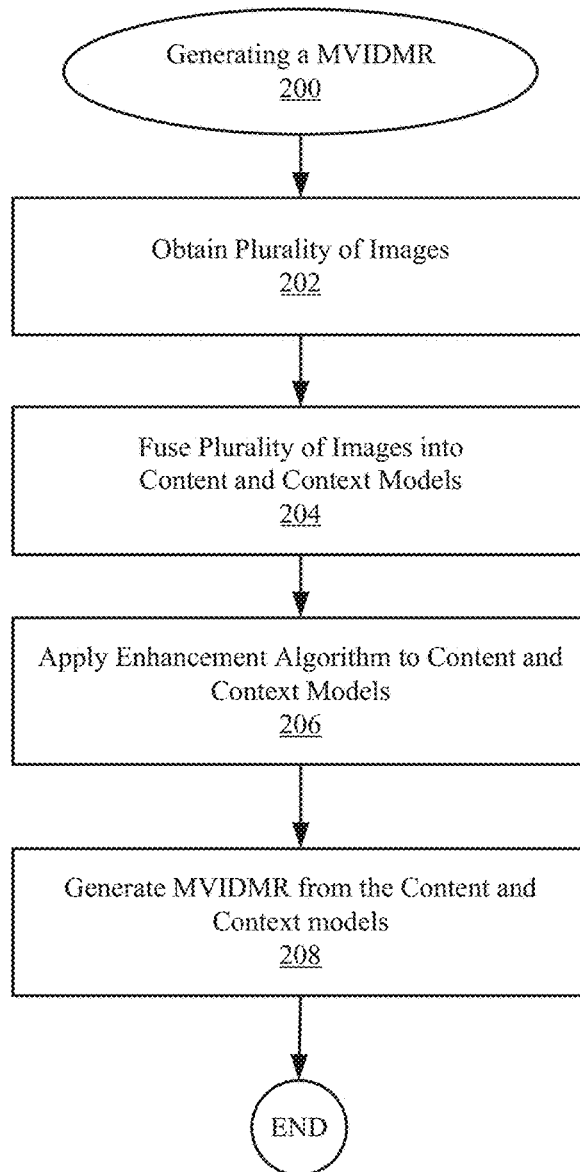 Generating a MVIDMR
200
Obtain Plurality of Images
202
Fuse Plurality of Images into
Content and Context Models
204
Apply Enhancement Algorithm to Content and
Context Models
206
Generate MVIDMR from the Content and
Context models
208
END